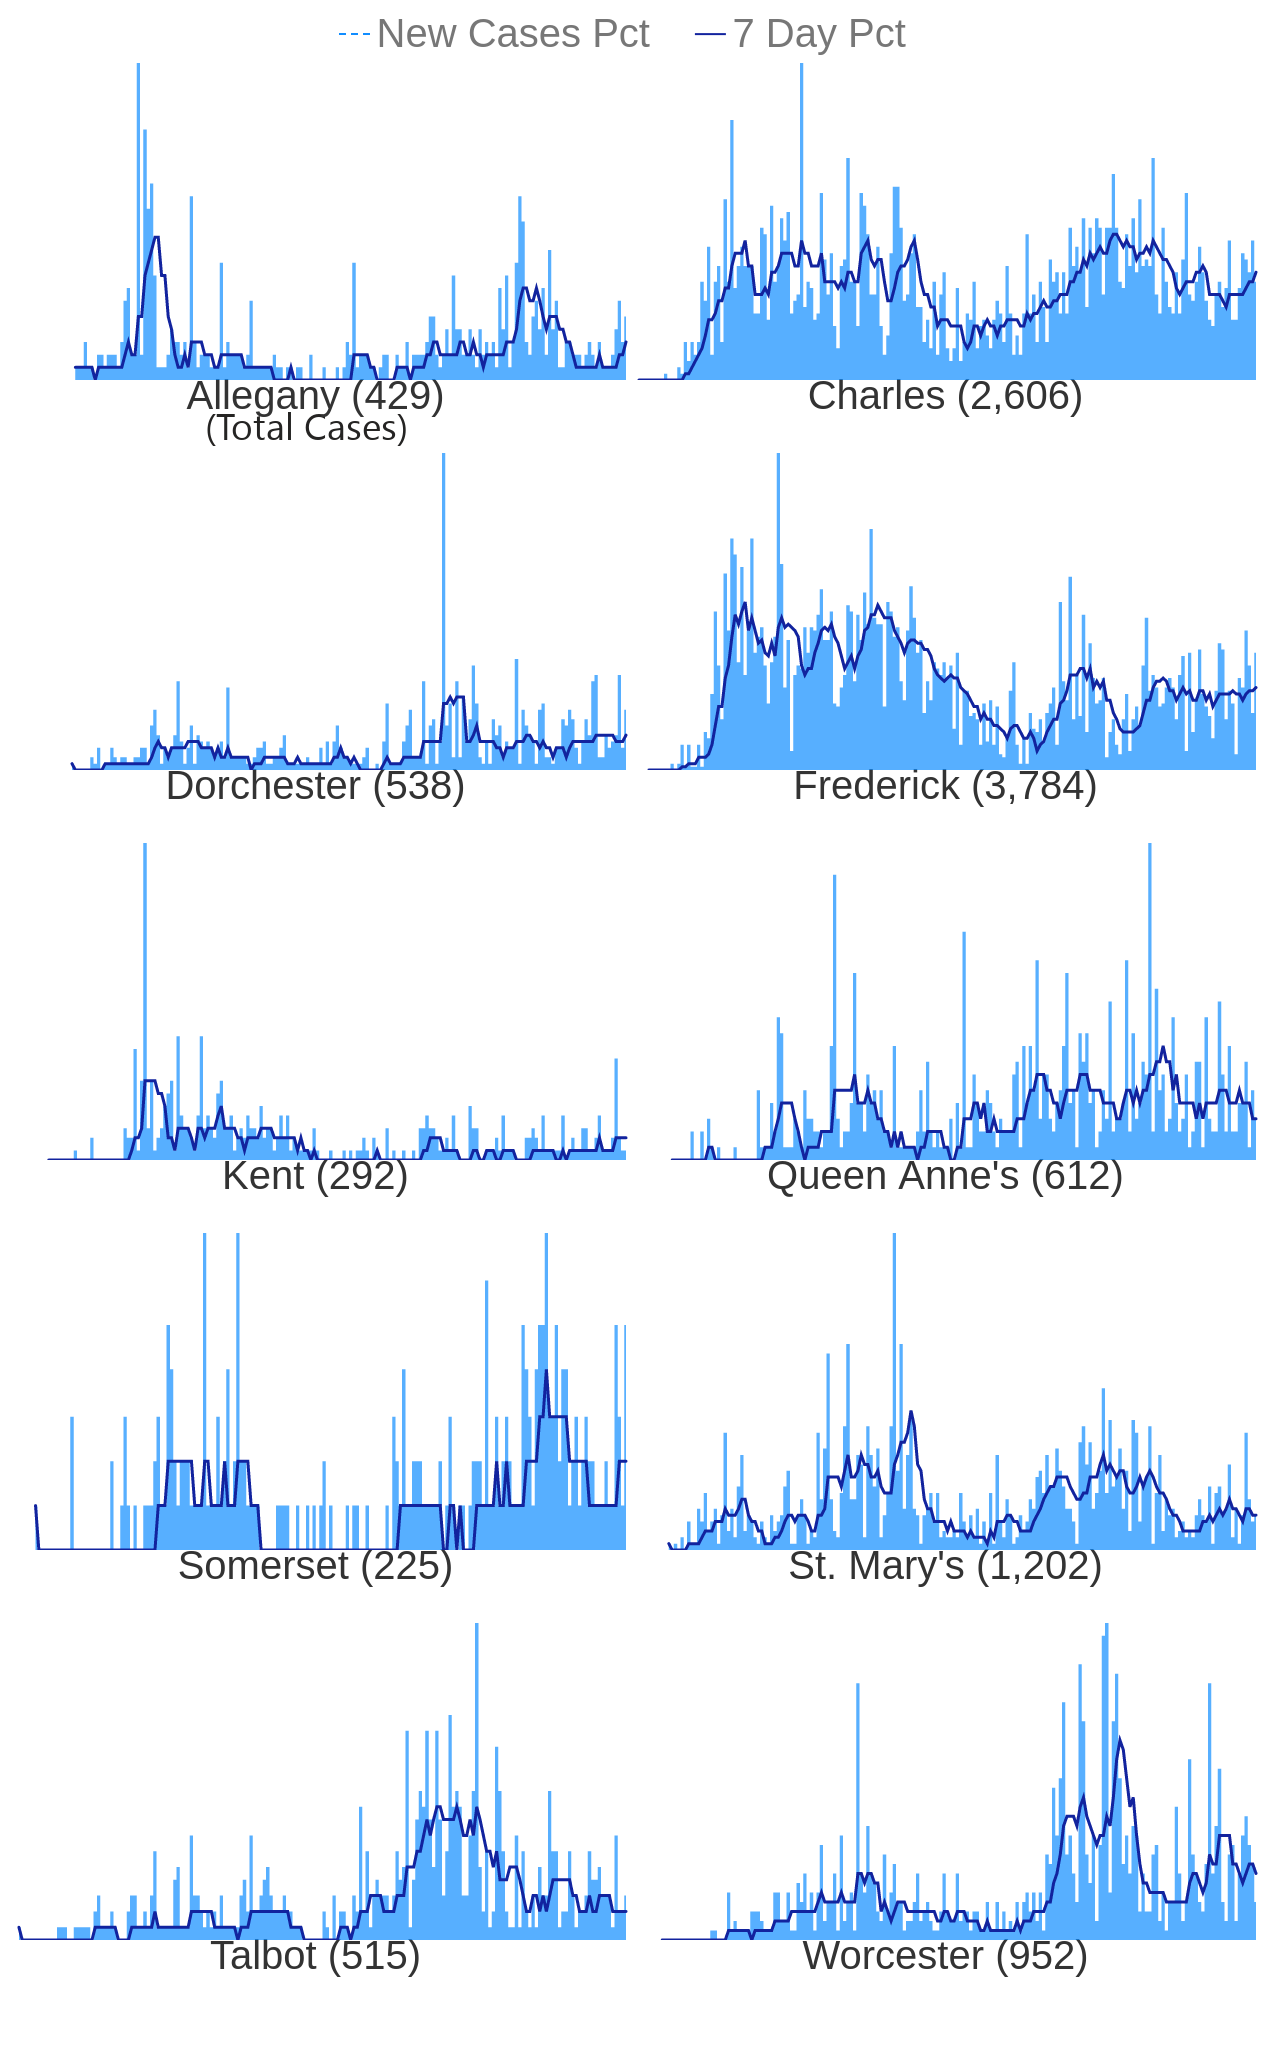 New Cases Pct 7 Day Pct
Allegany (429) Charles (2,606)
(Total Cases)
Dorchester (538) Frederick (3,784)
Kent (292) Queen Anne's (612)
Somerset (225) St. Mary's (1,202)
Talbot (515) Worcester (952)